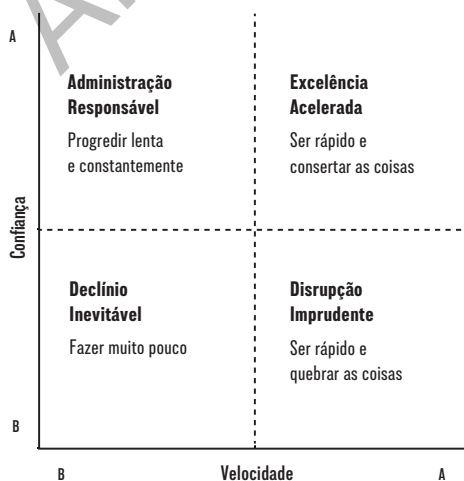 A
Administração
Responsável
Progredir lenta
e constantemente
Excelência
Acelerada
Ser rápido e
consertar as coisas
Confiança
Declínio
Inevitável
Fazer muito pouco
Disrupção
Imprudente
Ser rápido e
quebrar as coisas
B
B
Velocidade
A